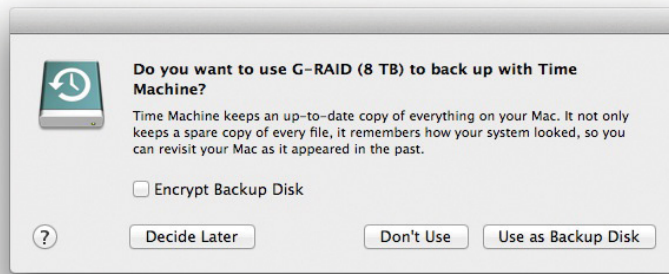 Do you want to use G-RAID (8 TB) to back up with Time
Machine?
Time Machine keeps an up-to-date copy of everything on your Mac. It not only
keeps a spare copy of every file, it remembers how your system looked, so you
can revisit your Mac as it appeared in the past.
Encrypt Backup Disk
? Decide Later Don't Use Use as Backup Disk